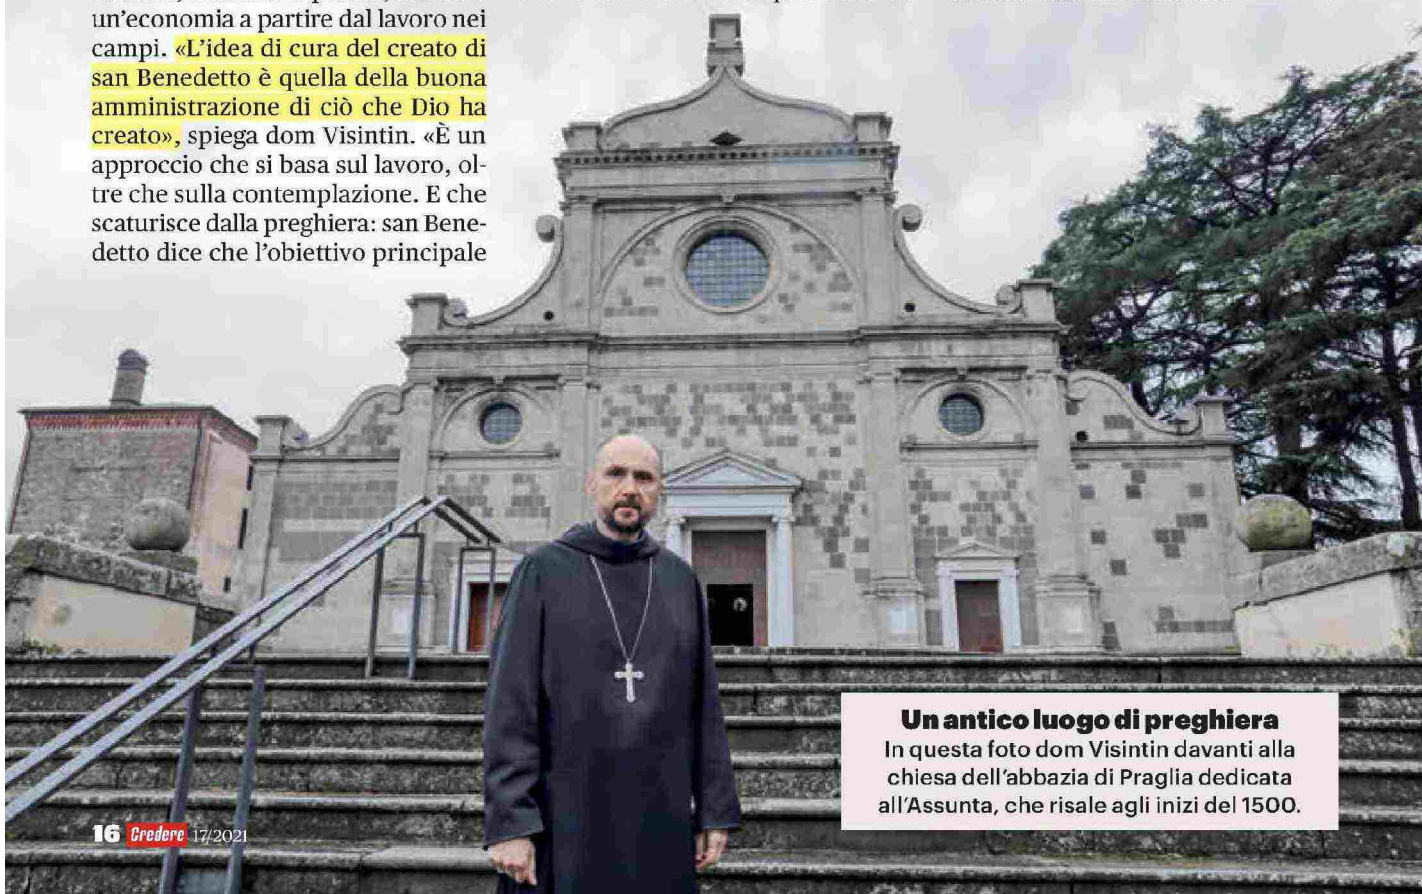 un’economia a partire dal lavoro nei
campi. «L’idea di cura del creato di
san Benedetto è quella della buona
amministrazione di ciò che Dio ha
creato», spiega dom Visintin. «È un
approccio che si basa sul lavoro, ol-
tre che sulla contemplazione. E che
scaturisce dalla preghiera: san Bene-
detto dice che l’obiettivo principale
Un antico luogo di preghiera
In questa foto dom Visintin davanti alla
chiesa dell’abbazia di Praglia dedicata
all’Assunta, che risale agli inizi del 1500.
16 Credere 17/2021